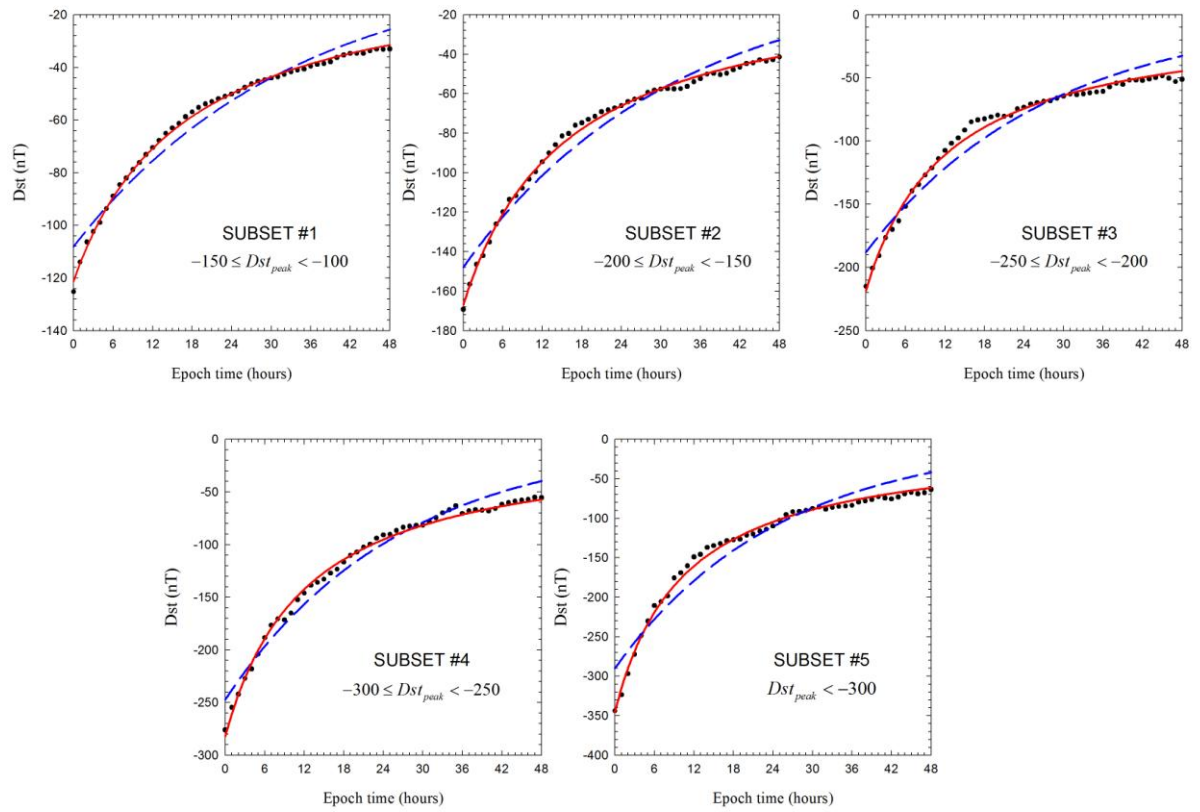 -20
-40
-60
-80
-100
-120
-140
Dst (nT)
SUBSET #1
−150 ≤ Dst_peak < −100
0 6 12 18 24 30 36 42 48
Epoch time (hours)
-20
-40
-60
-80
-100
-120
-140
-160
-180
Dst (nT)
SUBSET #2
−200 ≤ Dst_peak < −150
0 6 12 18 24 30 36 42 48
Epoch time (hours)
0
-50
-100
-150
-200
-250
Dst (nT)
SUBSET #3
−250 ≤ Dst_peak < −200
0 6 12 18 24 30 36 42 48
Epoch time (hours)
0
-50
-100
-150
-200
-250
-300
Dst (nT)
SUBSET #4
−300 ≤ Dst_peak < −250
0 6 12 18 24 30 36 42 48
Epoch time (hours)
0
-50
-100
-150
-200
-250
-300
-350
-400
Dst (nT)
SUBSET #5
Dst_peak < −300
0 6 12 18 24 30 36 42 48
Epoch time (hours)